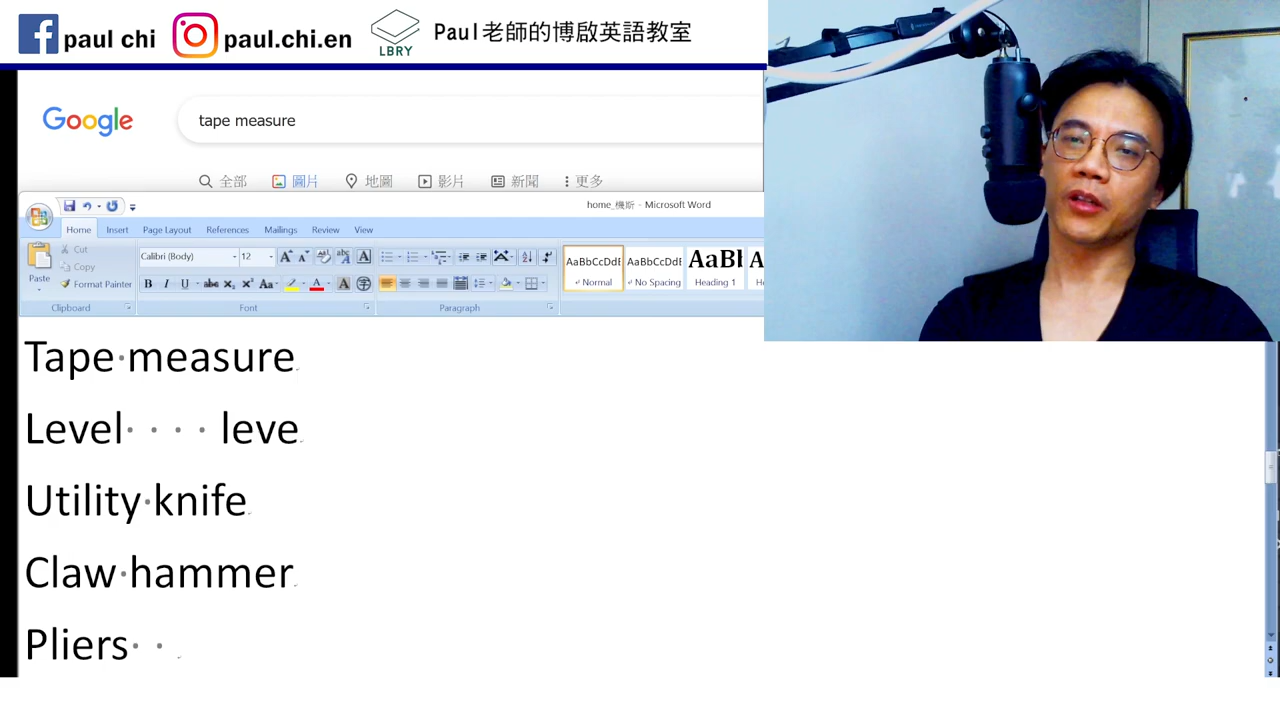 paul chi paul.chi.en LBRY Paul老師的博啟英語教室
Google tape measure
全部 圖片 地圖 影片 新聞 更多
home_機斯 - Microsoft Word
Home Insert Page Layout References Mailings Review View
Paste Cut Copy Format Painter
Calibri (Body) 12
AaBbCcDdE AaBbCcDdE AaBb A
Normal No Spacing Heading 1 He
Clipboard Font Paragraph
Tape measure
Level leve
Utility knife
Claw hammer
Pliers